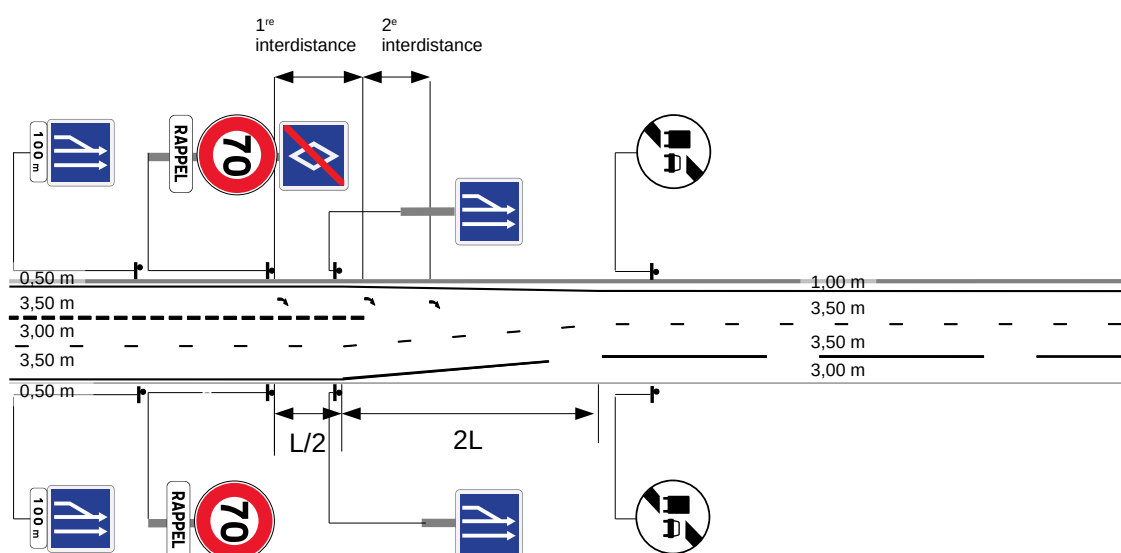 1re
interdistance
2e
interdistance
100 m
RAPPEL
70
0,50 m
3,50 m
3,00 m
3,50 m
0,50 m
1,00 m
3,50 m
3,50 m
3,00 m
L/2
2L
100 m
RAPPEL
70